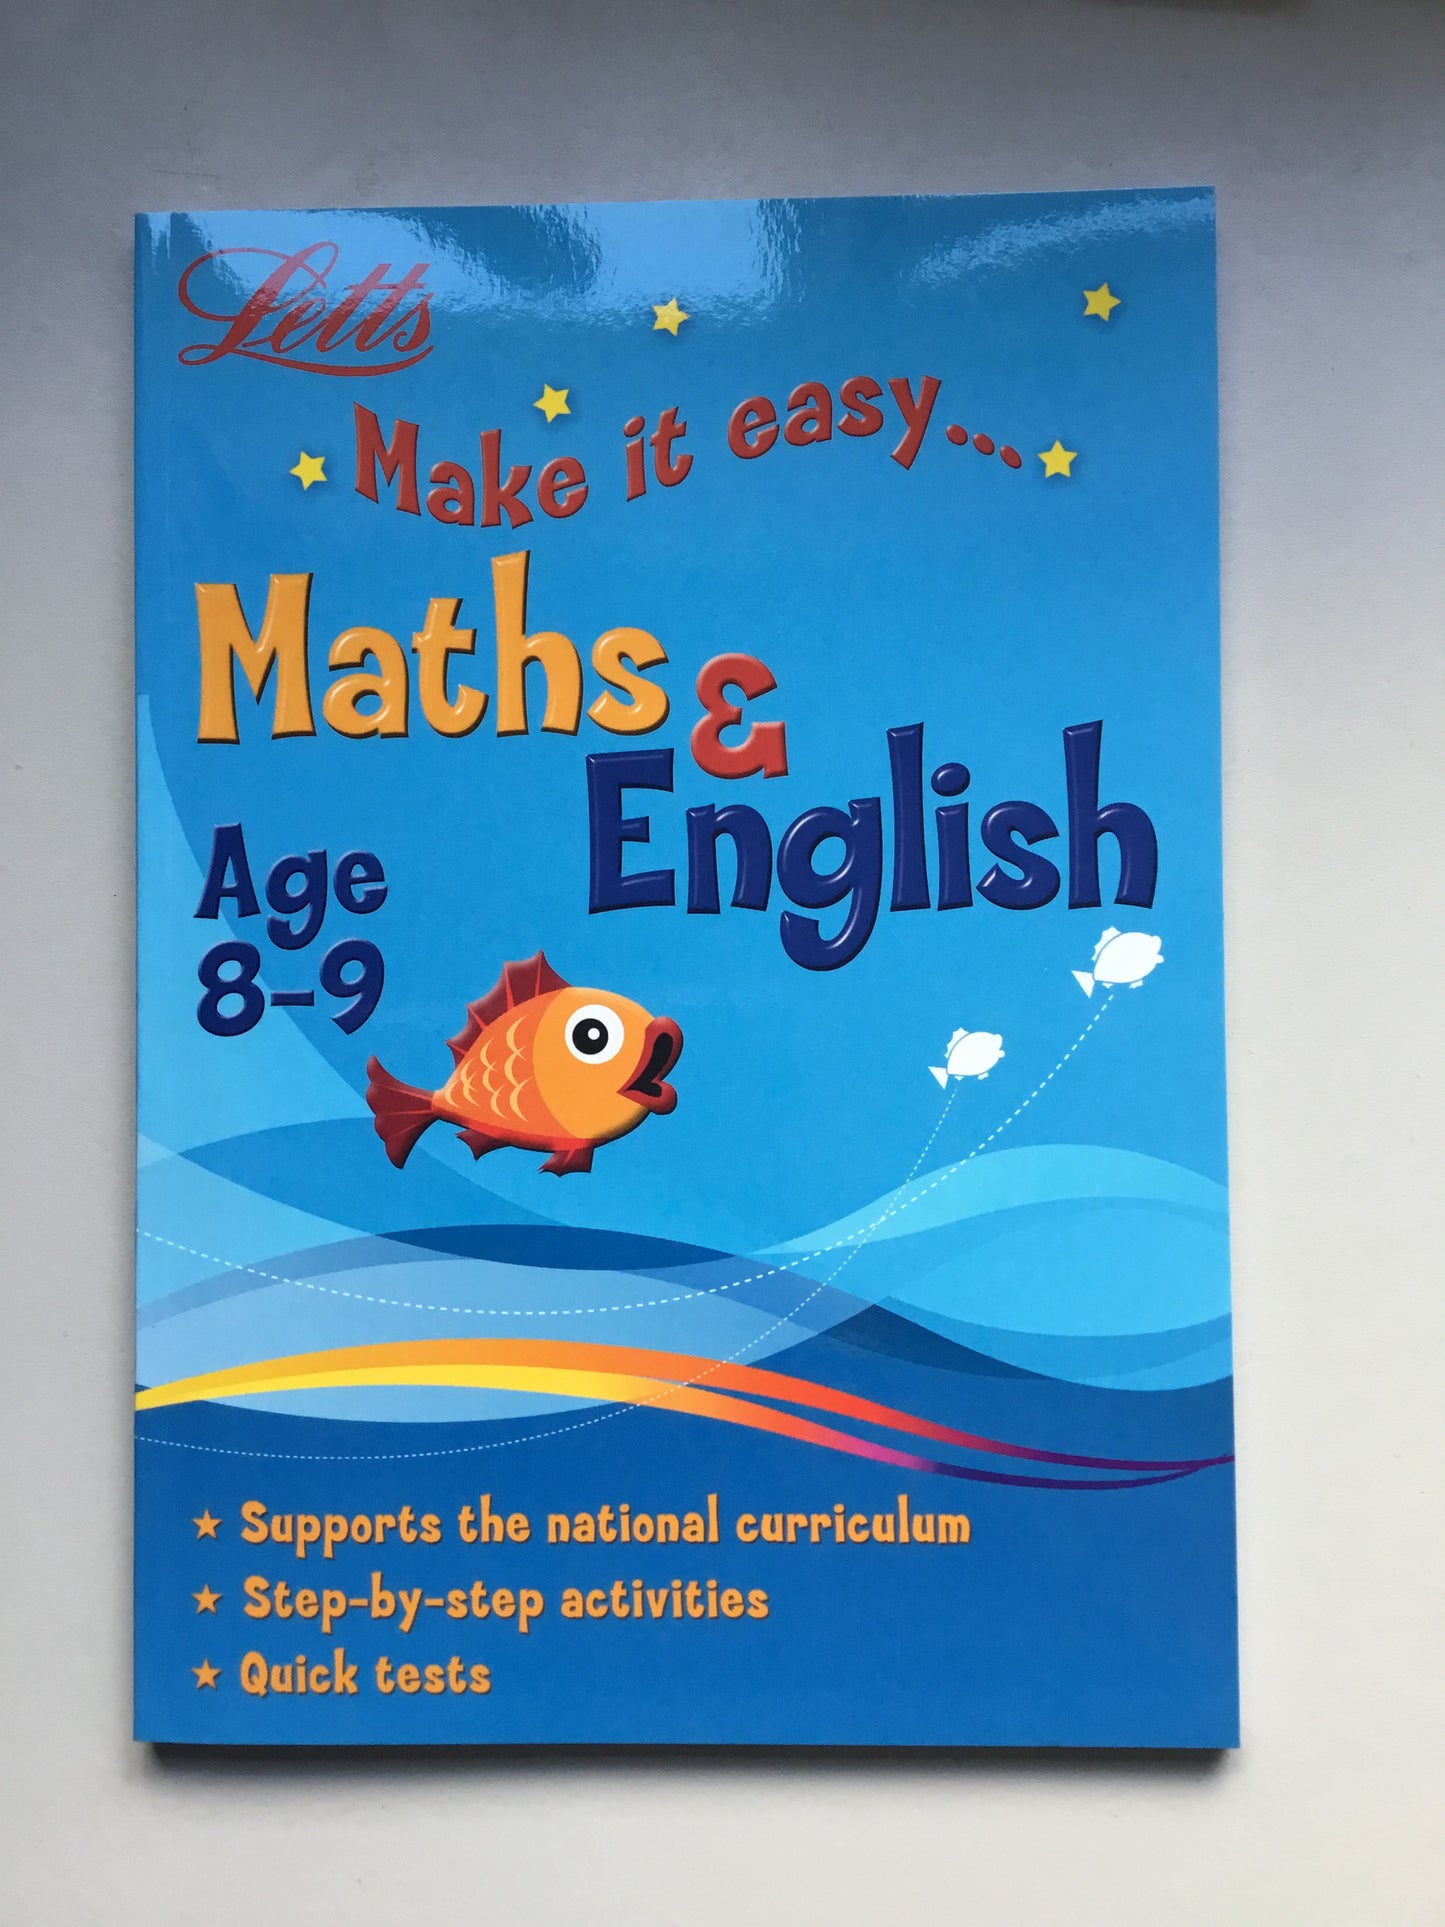 Letts
Make it easy...
Maths
&
English
Age
8-9
★ Supports the national curriculum
★ Step-by-step activities
★ Quick tests